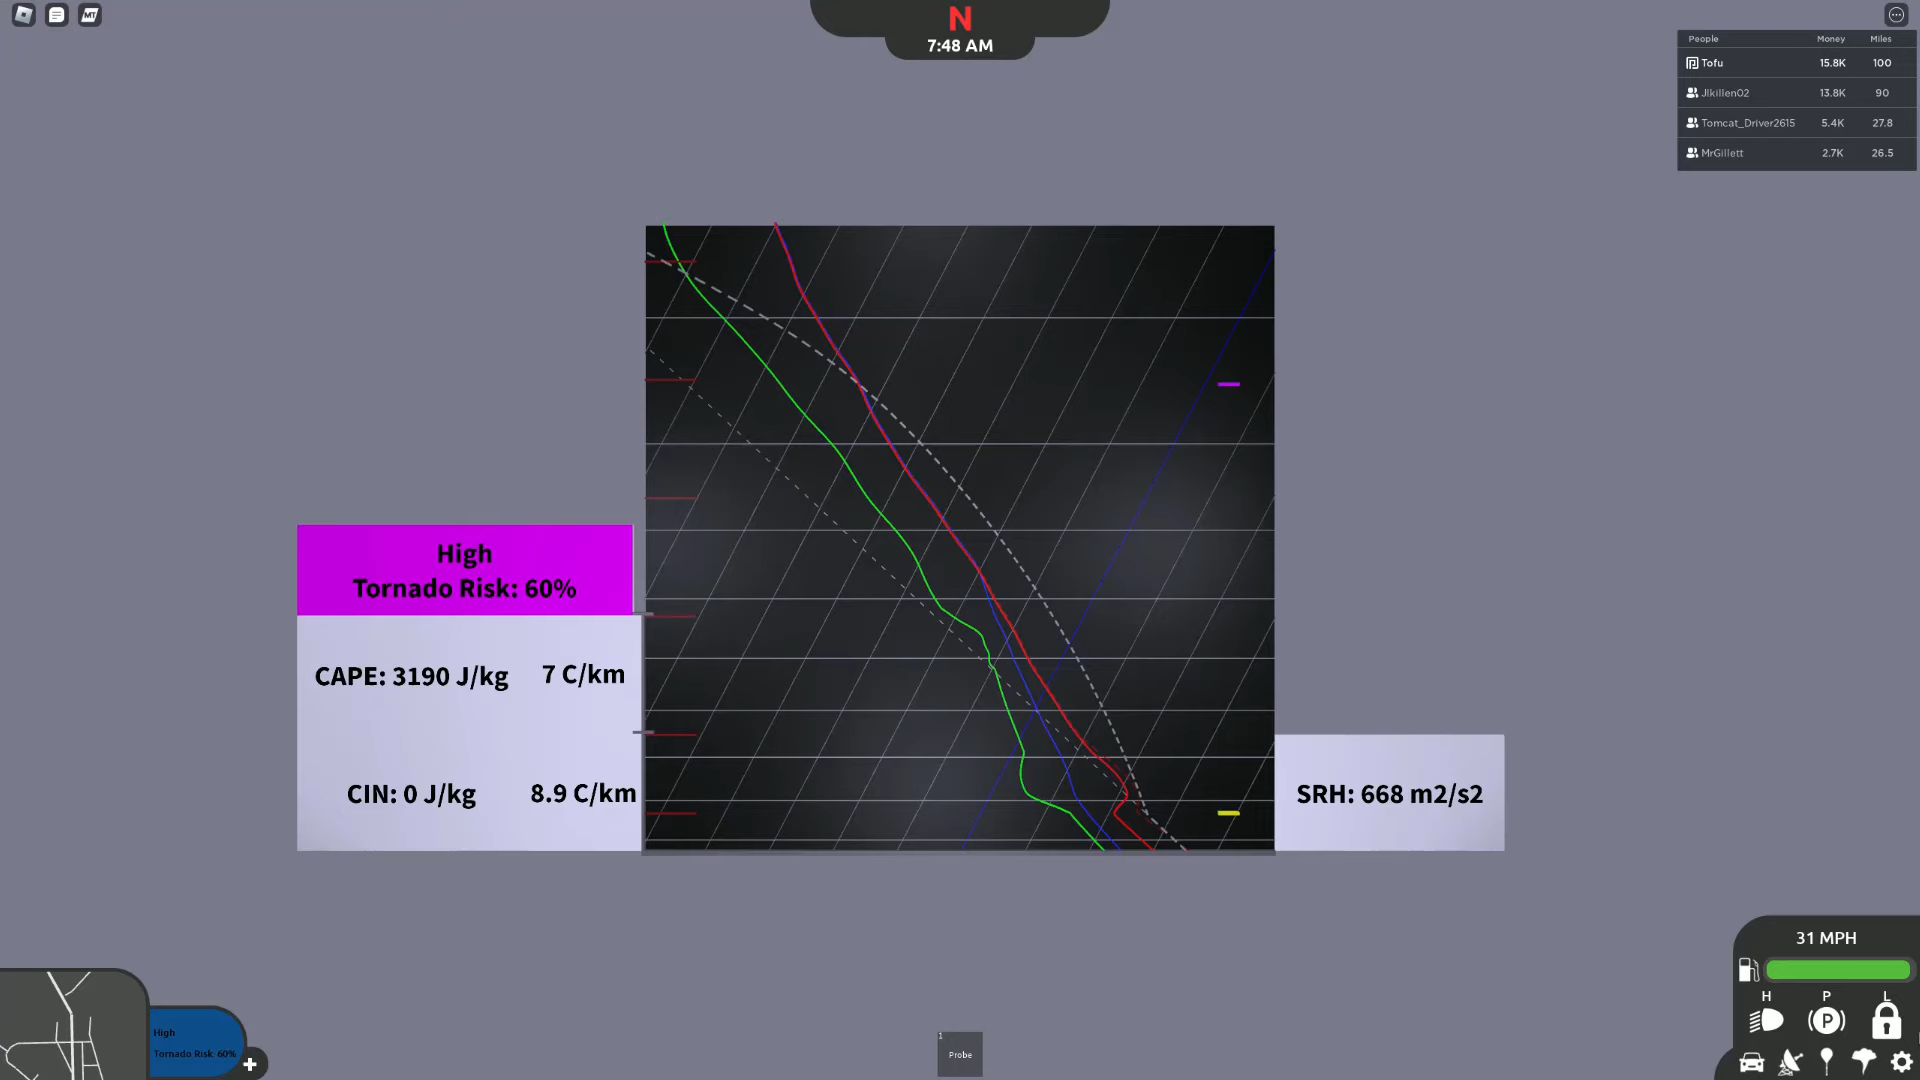 MT
N
7:48 AM
People Money Miles
Tofu 15.8K 100
Jlkillen02 13.8K 90
Tomcat_Driver2615 5.4K 27.8
MrGillett 2.7K 26.5
High
Tornado Risk: 60%
CAPE: 3190 J/kg 7 C/km
CIN: 0 J/kg 8.9 C/km
SRH: 668 m2/s2
31 MPH
H P L
P
High
Tornado Risk: 60%
1
Probe